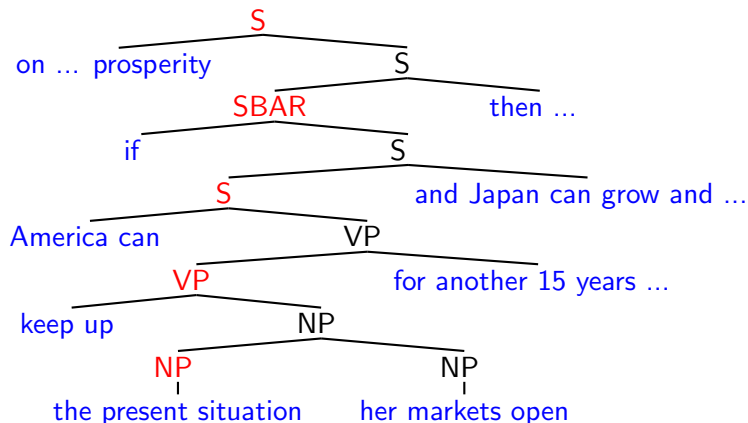 S
on ... prosperity S
SBAR then ...
if S
S and Japan can grow and ...
America can VP
VP for another 15 years ...
keep up NP
NP NP
the present situation her markets open